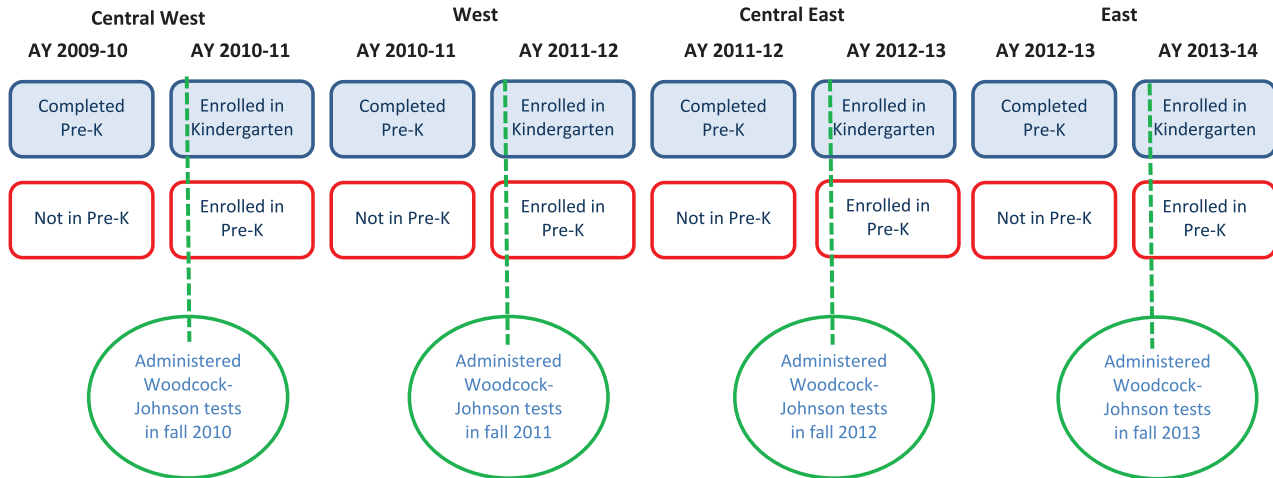 Central West
West
Central East
East
AY 2009-10
AY 2010-11
AY 2010-11
AY 2011-12
AY 2011-12
AY 2012-13
AY 2012-13
AY 2013-14
Completed
Pre-K
Enrolled in
Kindergarten
Completed
Pre-K
Enrolled in
Kindergarten
Completed
Pre-K
Enrolled in
Kindergarten
Completed
Pre-K
Enrolled in
Kindergarten
Not in Pre-K
Enrolled in
Pre-K
Not in Pre-K
Enrolled in
Pre-K
Not in Pre-K
Enrolled in
Pre-K
Not in Pre-K
Enrolled in
Pre-K
Administered
Woodcock-
Johnson tests
in fall 2010
Administered
Woodcock-
Johnson tests
in fall 2011
Administered
Woodcock-
Johnson tests
in fall 2012
Administered
Woodcock-
Johnson tests
in fall 2013